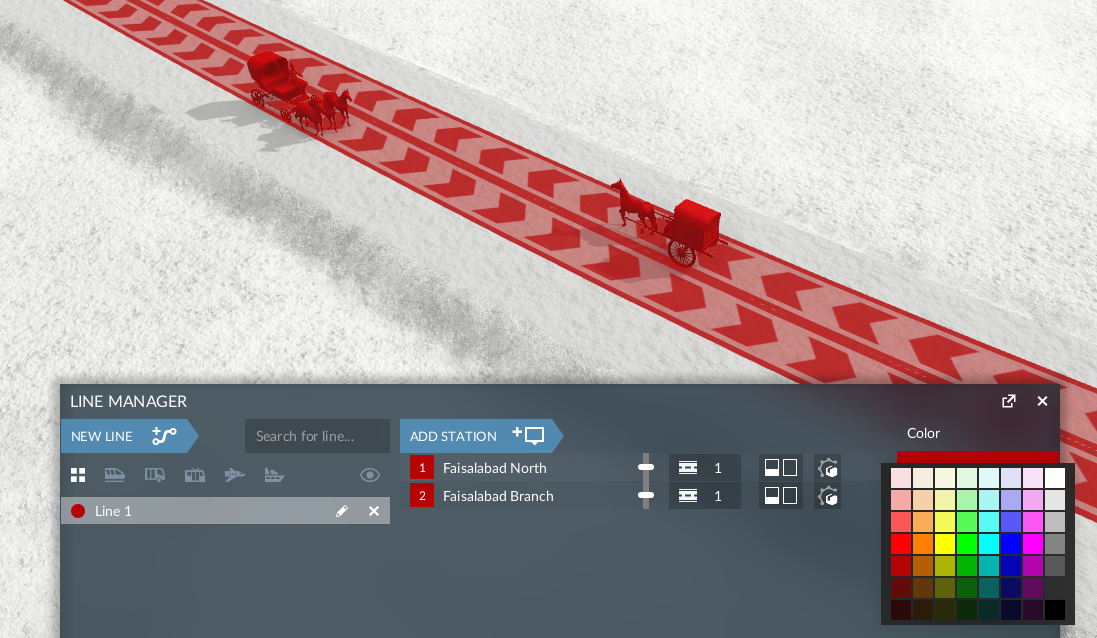 LINE MANAGER
NEW LINE
Search for line...
ADD STATION
Color
1 Faisalabad North 1
2 Faisalabad Branch 1
Line 1